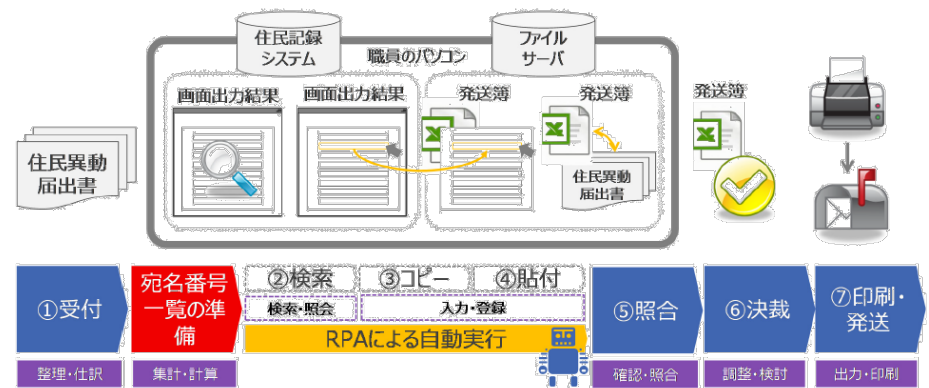 住民記録
システム
職員のパソコン
ファイル
サーバ
画面出力結果
画面出力結果
発送簿
発送簿
発送簿
住民異動
届出書
住民異動
届出書
①受付
宛名番号
一覧の準
備
②検索
③コピー
④貼付
検索・照会
入力・登録
RPAによる自動実行
⑤照合
⑥決裁
⑦印刷・
発送
整理・仕訳
集計・計算
確認・照合
調整・検討
出力・印刷